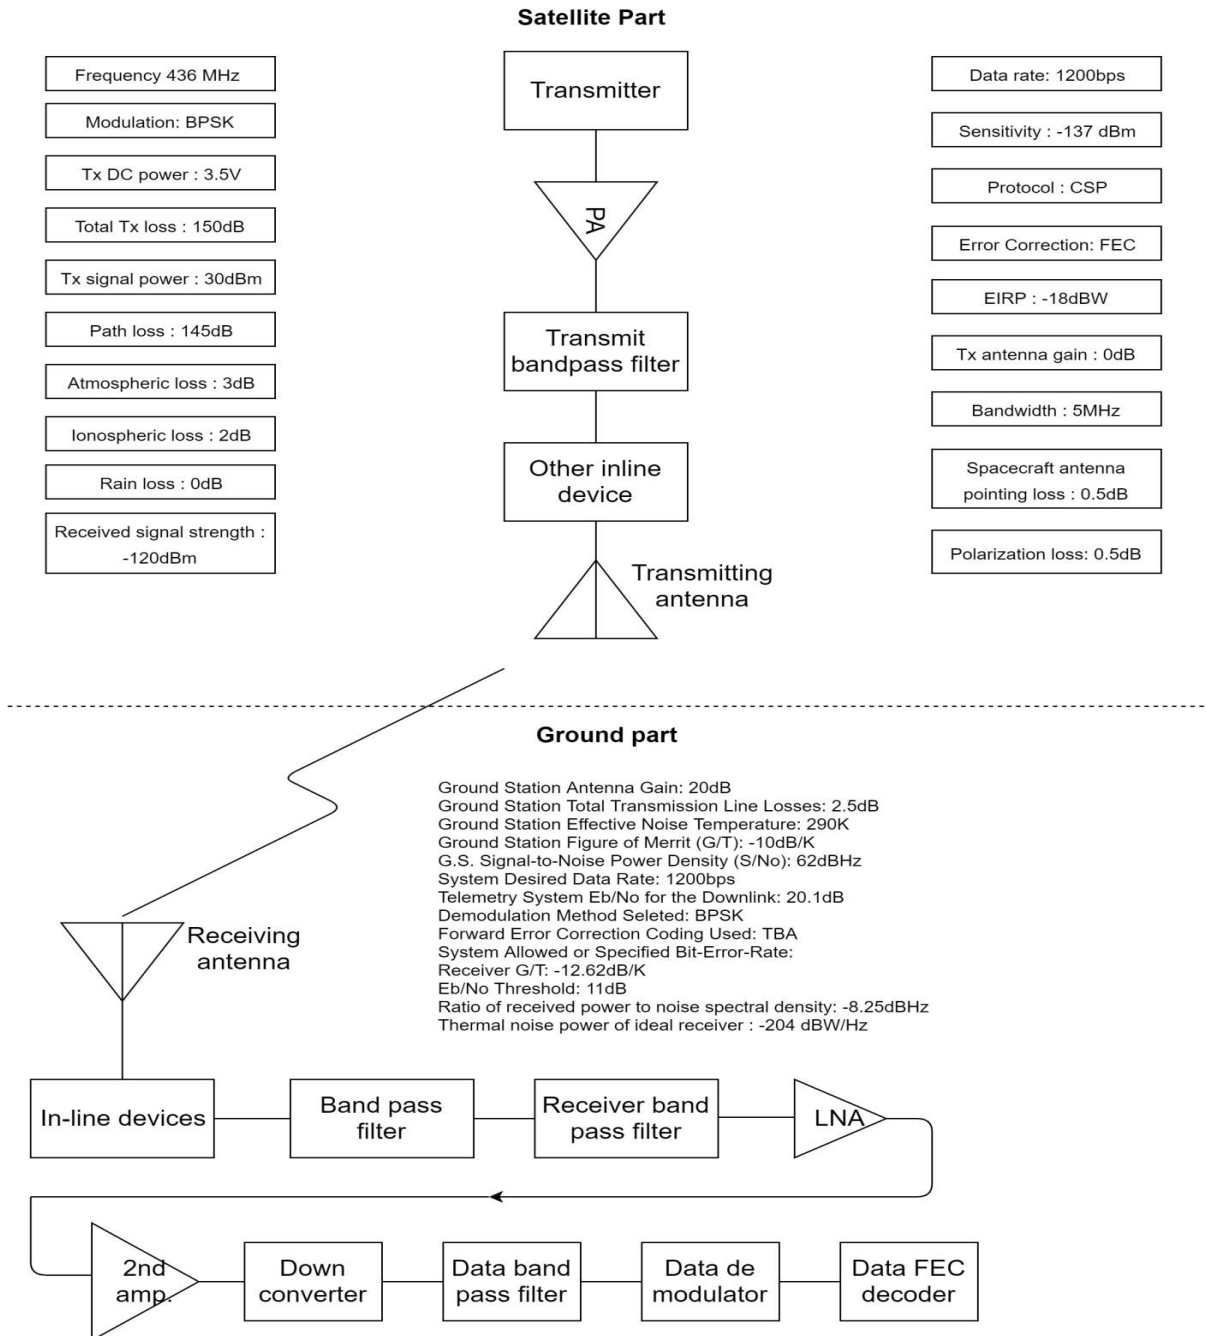 Satellite Part
Frequency 436 MHz
Modulation: BPSK
Tx DC power : 3.5V
Total Tx loss : 150dB
Tx signal power : 30dBm
Path loss : 145dB
Atmospheric loss : 3dB
Ionospheric loss : 2dB
Rain loss : 0dB
Received signal strength :
-120dBm
Transmitter
PA
Transmit
bandpass filter
Other inline
device
Transmitting
antenna
Data rate: 1200bps
Sensitivity : -137 dBm
Protocol : CSP
Error Correction: FEC
EIRP : -18dBW
Tx antenna gain : 0dB
Bandwidth : 5MHz
Spacecraft antenna
pointing loss : 0.5dB
Polarization loss: 0.5dB
Ground part
Ground Station Antenna Gain: 20dB
Ground Station Total Transmission Line Losses: 2.5dB
Ground Station Effective Noise Temperature: 290K
Ground Station Figure of Merit (G/T): -10dB/K
G.S. Signal-to-Noise Power Density (S/No): 62dBHz
System Desired Data Rate: 1200bps
Telemetry System Eb/No for the Downlink: 20.1dB
Demodulation Method Seleted: BPSK
Forward Error Correction Coding Used: TBA
System Allowed or Specified Bit-Error-Rate:
Receiver G/T: -12.62dB/K
Eb/No Threshold: 11dB
Ratio of received power to noise spectral density: -8.25dBHz
Thermal noise power of ideal receiver : -204 dBW/Hz
Receiving
antenna
In-line devices
Band pass
filter
Receiver band
pass filter
LNA
2nd
amp.
Down
converter
Data band
pass filter
Data de
modulator
Data FEC
decoder